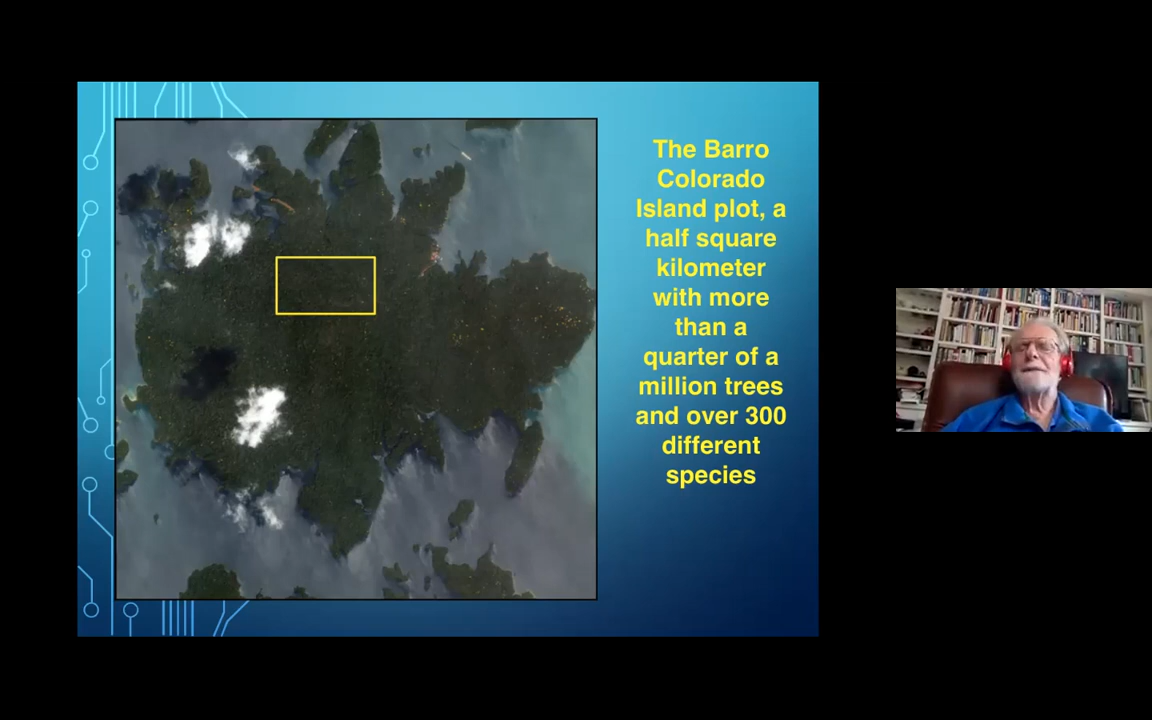 The Barro
Colorado
Island plot, a
half square
kilometer
with more
than a
quarter of a
million trees
and over 300
different
species